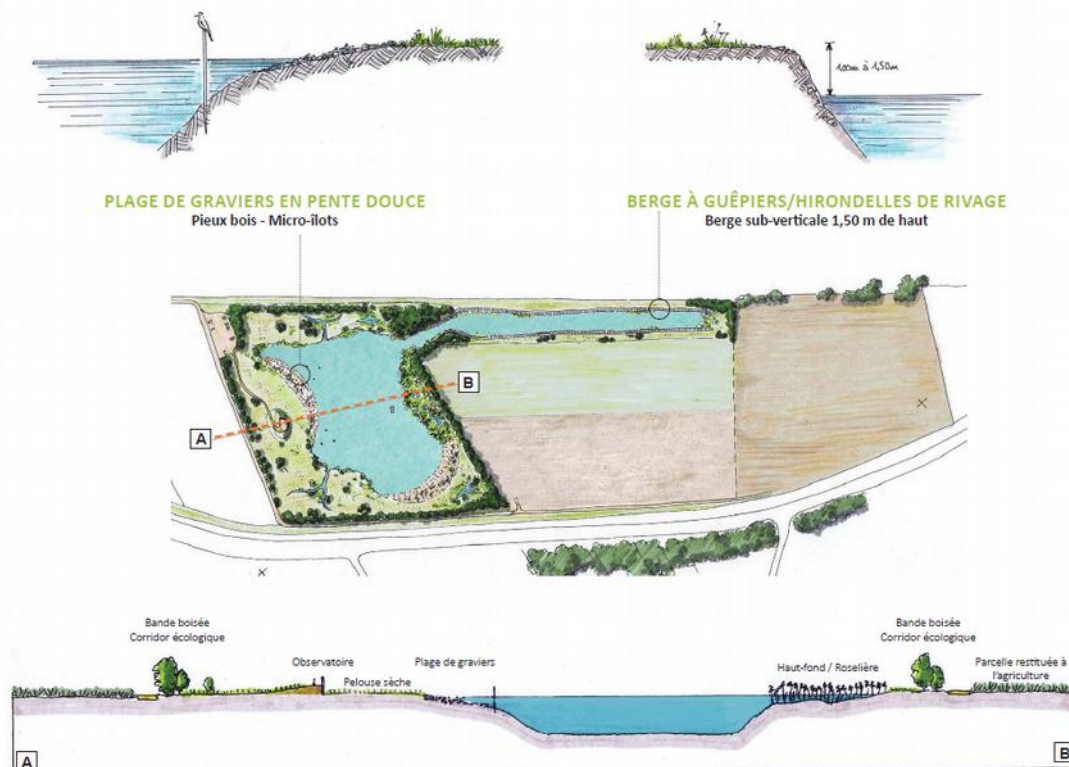 1,00m à 1,50m
PLAGE DE GRAVIERS EN PENTE DOUCE
Pieux bois - Micro-îlots
BERGE À GUÊPIERS/HIRONDELLES DE RIVAGE
Berge sub-verticale 1,50 m de haut
B
A
Bande boisée
Corridor écologique
Observatoire
Pelouse sèche
Plage de graviers
Haut-fond / Roselière
Bande boisée
Corridor écologique
Parcelle restituée à
l'agriculture
A
B